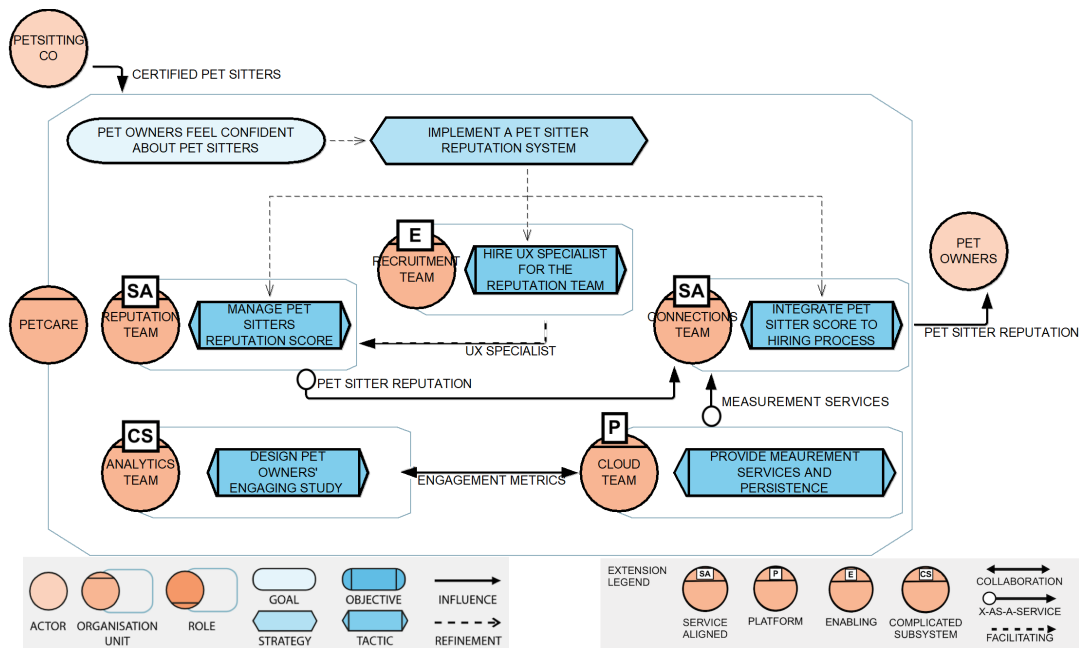 PETSITTING
CO
CERTIFIED PET SITTERS
PET OWNERS FEEL CONFIDENT
ABOUT PET SITTERS
IMPLEMENT A PET SITTER
REPUTATION SYSTEM
E
RECRUITMENT
TEAM
HIRE UX SPECIALIST
FOR THE
REPUTATION TEAM
PET
OWNERS
PETCARE
SA
REPUTATION
TEAM
MANAGE PET
SITTERS
REPUTATION SCORE
UX SPECIALIST
SA
CONNECTIONS
TEAM
INTEGRATE PET
SITTER SCORE TO
HIRING PROCESS
PET SITTER REPUTATION
PET SITTER REPUTATION
MEASUREMENT SERVICES
CS
ANALYTICS
TEAM
DESIGN PET
OWNERS'
ENGAGING STUDY
ENGAGEMENT METRICS
P
CLOUD
TEAM
PROVIDE MEAUREMENT
SERVICES AND
PERSISTENCE
ACTOR
ORGANISATION
UNIT
ROLE
GOAL
STRATEGY
OBJECTIVE
TACTIC
INFLUENCE
REFINEMENT
EXTENSION
LEGEND
SA
SERVICE
ALIGNED
P
PLATFORM
E
ENABLING
CS
COMPLICATED
SUBSYSTEM
COLLABORATION
X-AS-A-SERVICE
FACILITATING